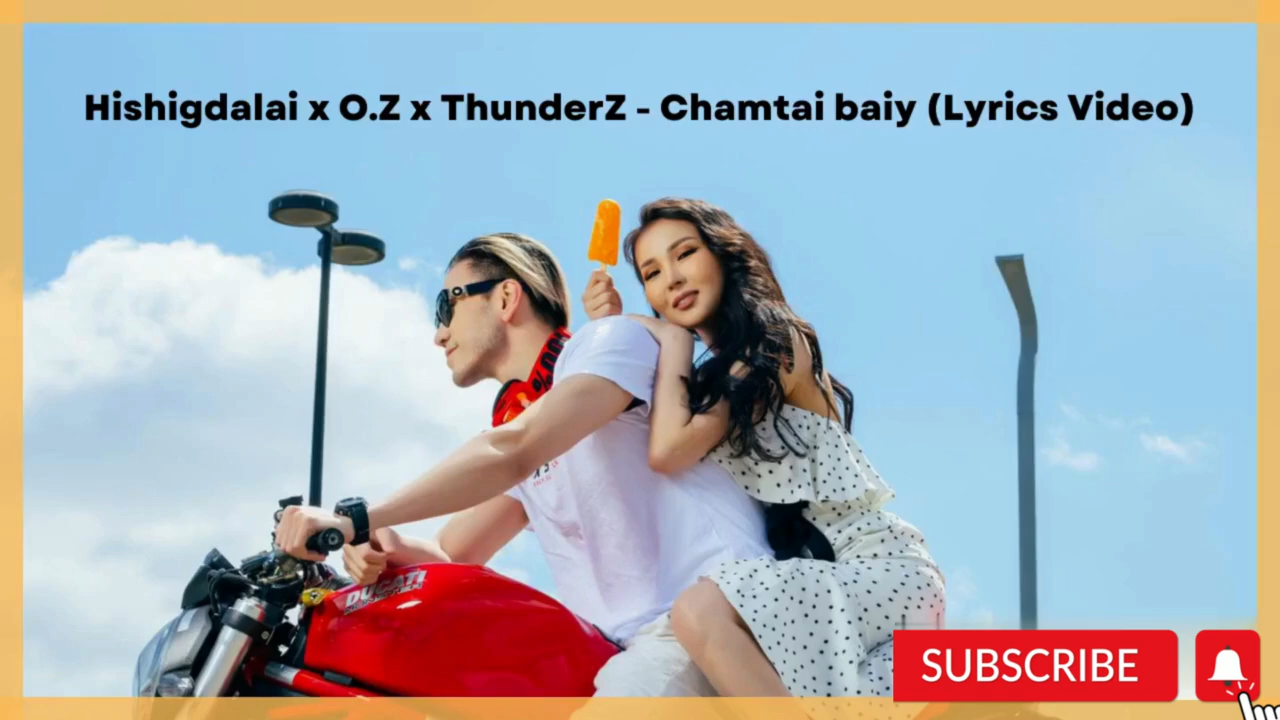 Hishigdalai x O.Z x ThunderZ - Chamtai baiy (Lyrics Video)
DUCATI
SUBSCRIBE